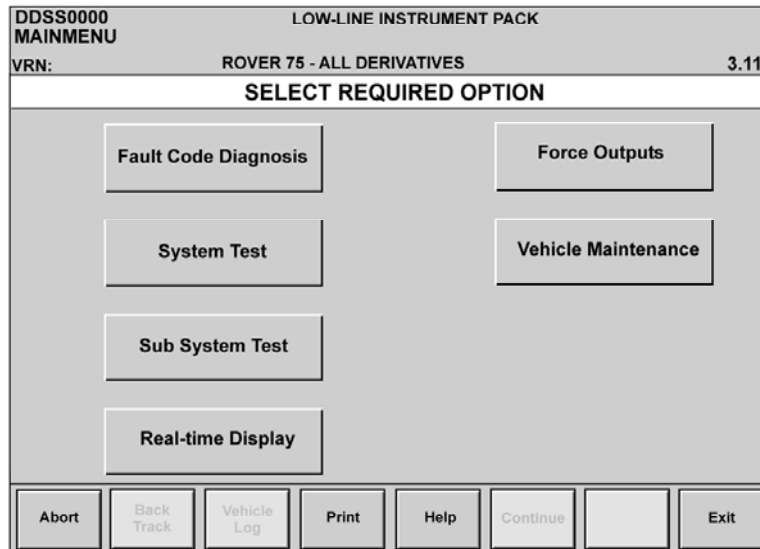 DDSS0000
MAINMENU
LOW-LINE INSTRUMENT PACK
VRN:
ROVER 75 - ALL DERIVATIVES
3.11
SELECT REQUIRED OPTION
Fault Code Diagnosis
Force Outputs
System Test
Vehicle Maintenance
Sub System Test
Real-time Display
Abort
Back
Track
Vehicle
Log
Print
Help
Continue
Exit